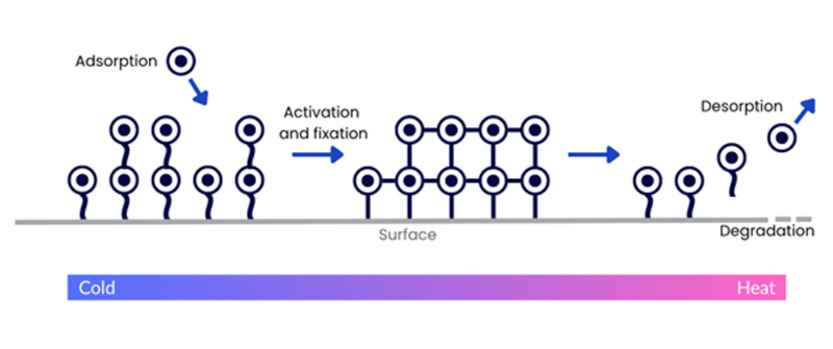 Adsorption
Activation
and fixation
Desorption
Surface
Degradation
Cold
Heat